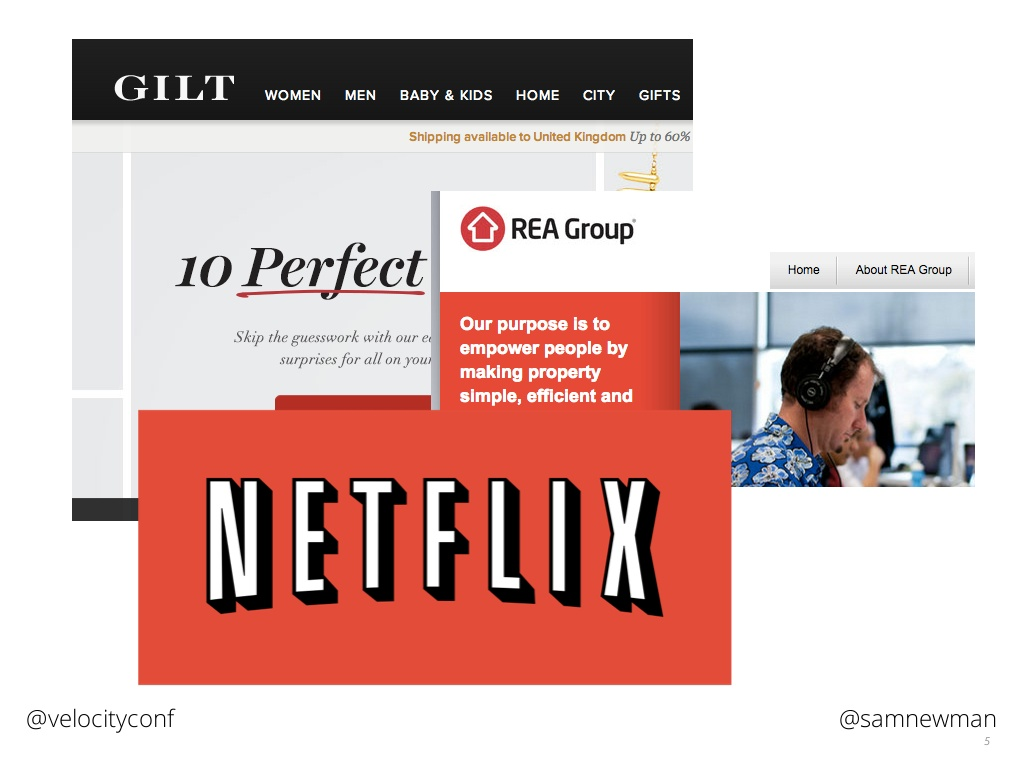 GILT
WOMEN MEN BABY & KIDS HOME CITY GIFTS
Shipping available to United Kingdom Up to 60%
10 Perfect
Skip the guesswork with our
surprises for all on your
REA Group
Home About REA Group
Our purpose is to
empower people by
making property
simple, efficient and
NETFLIX
@velocityconf
@samnewman
5